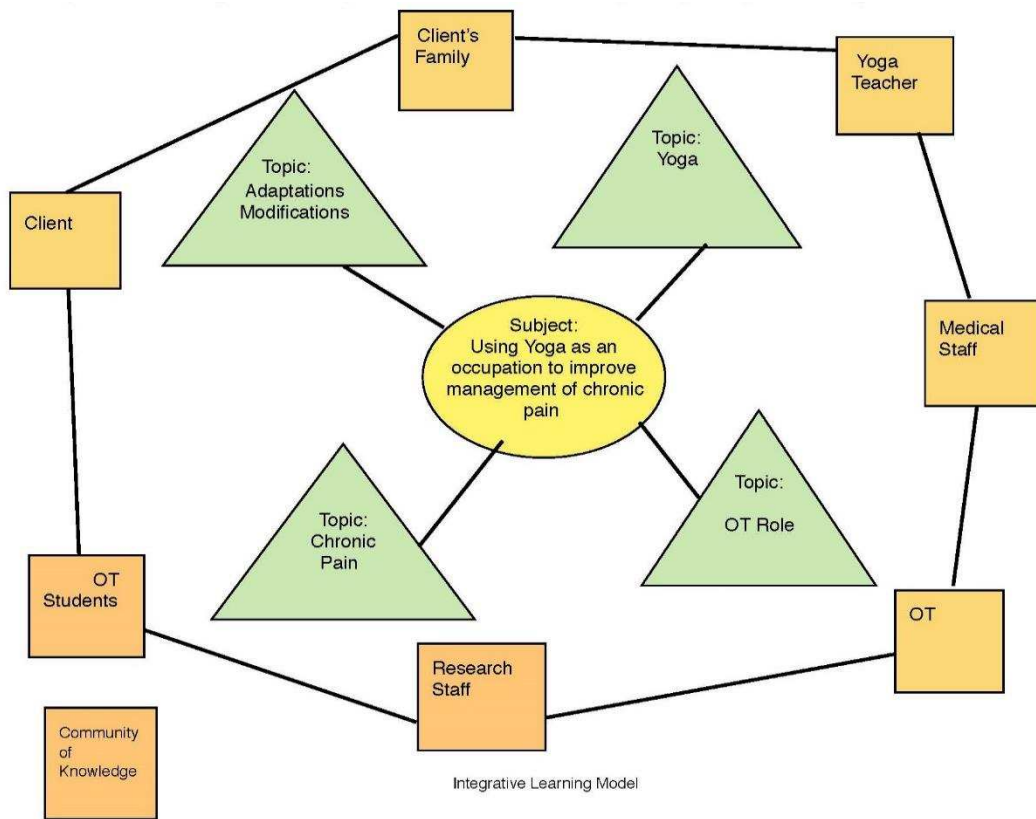 Client's
Family
Yoga
Teacher
Topic:
Adaptations
Modifications
Topic:
Yoga
Client
Subject:
Using Yoga as an
occupation to improve
management of chronic
pain
Medical
Staff
Topic:
Chronic
Pain
Topic:
OT Role
OT
Students
OT
Research
Staff
Community
of
Knowledge
Integrative Learning Model